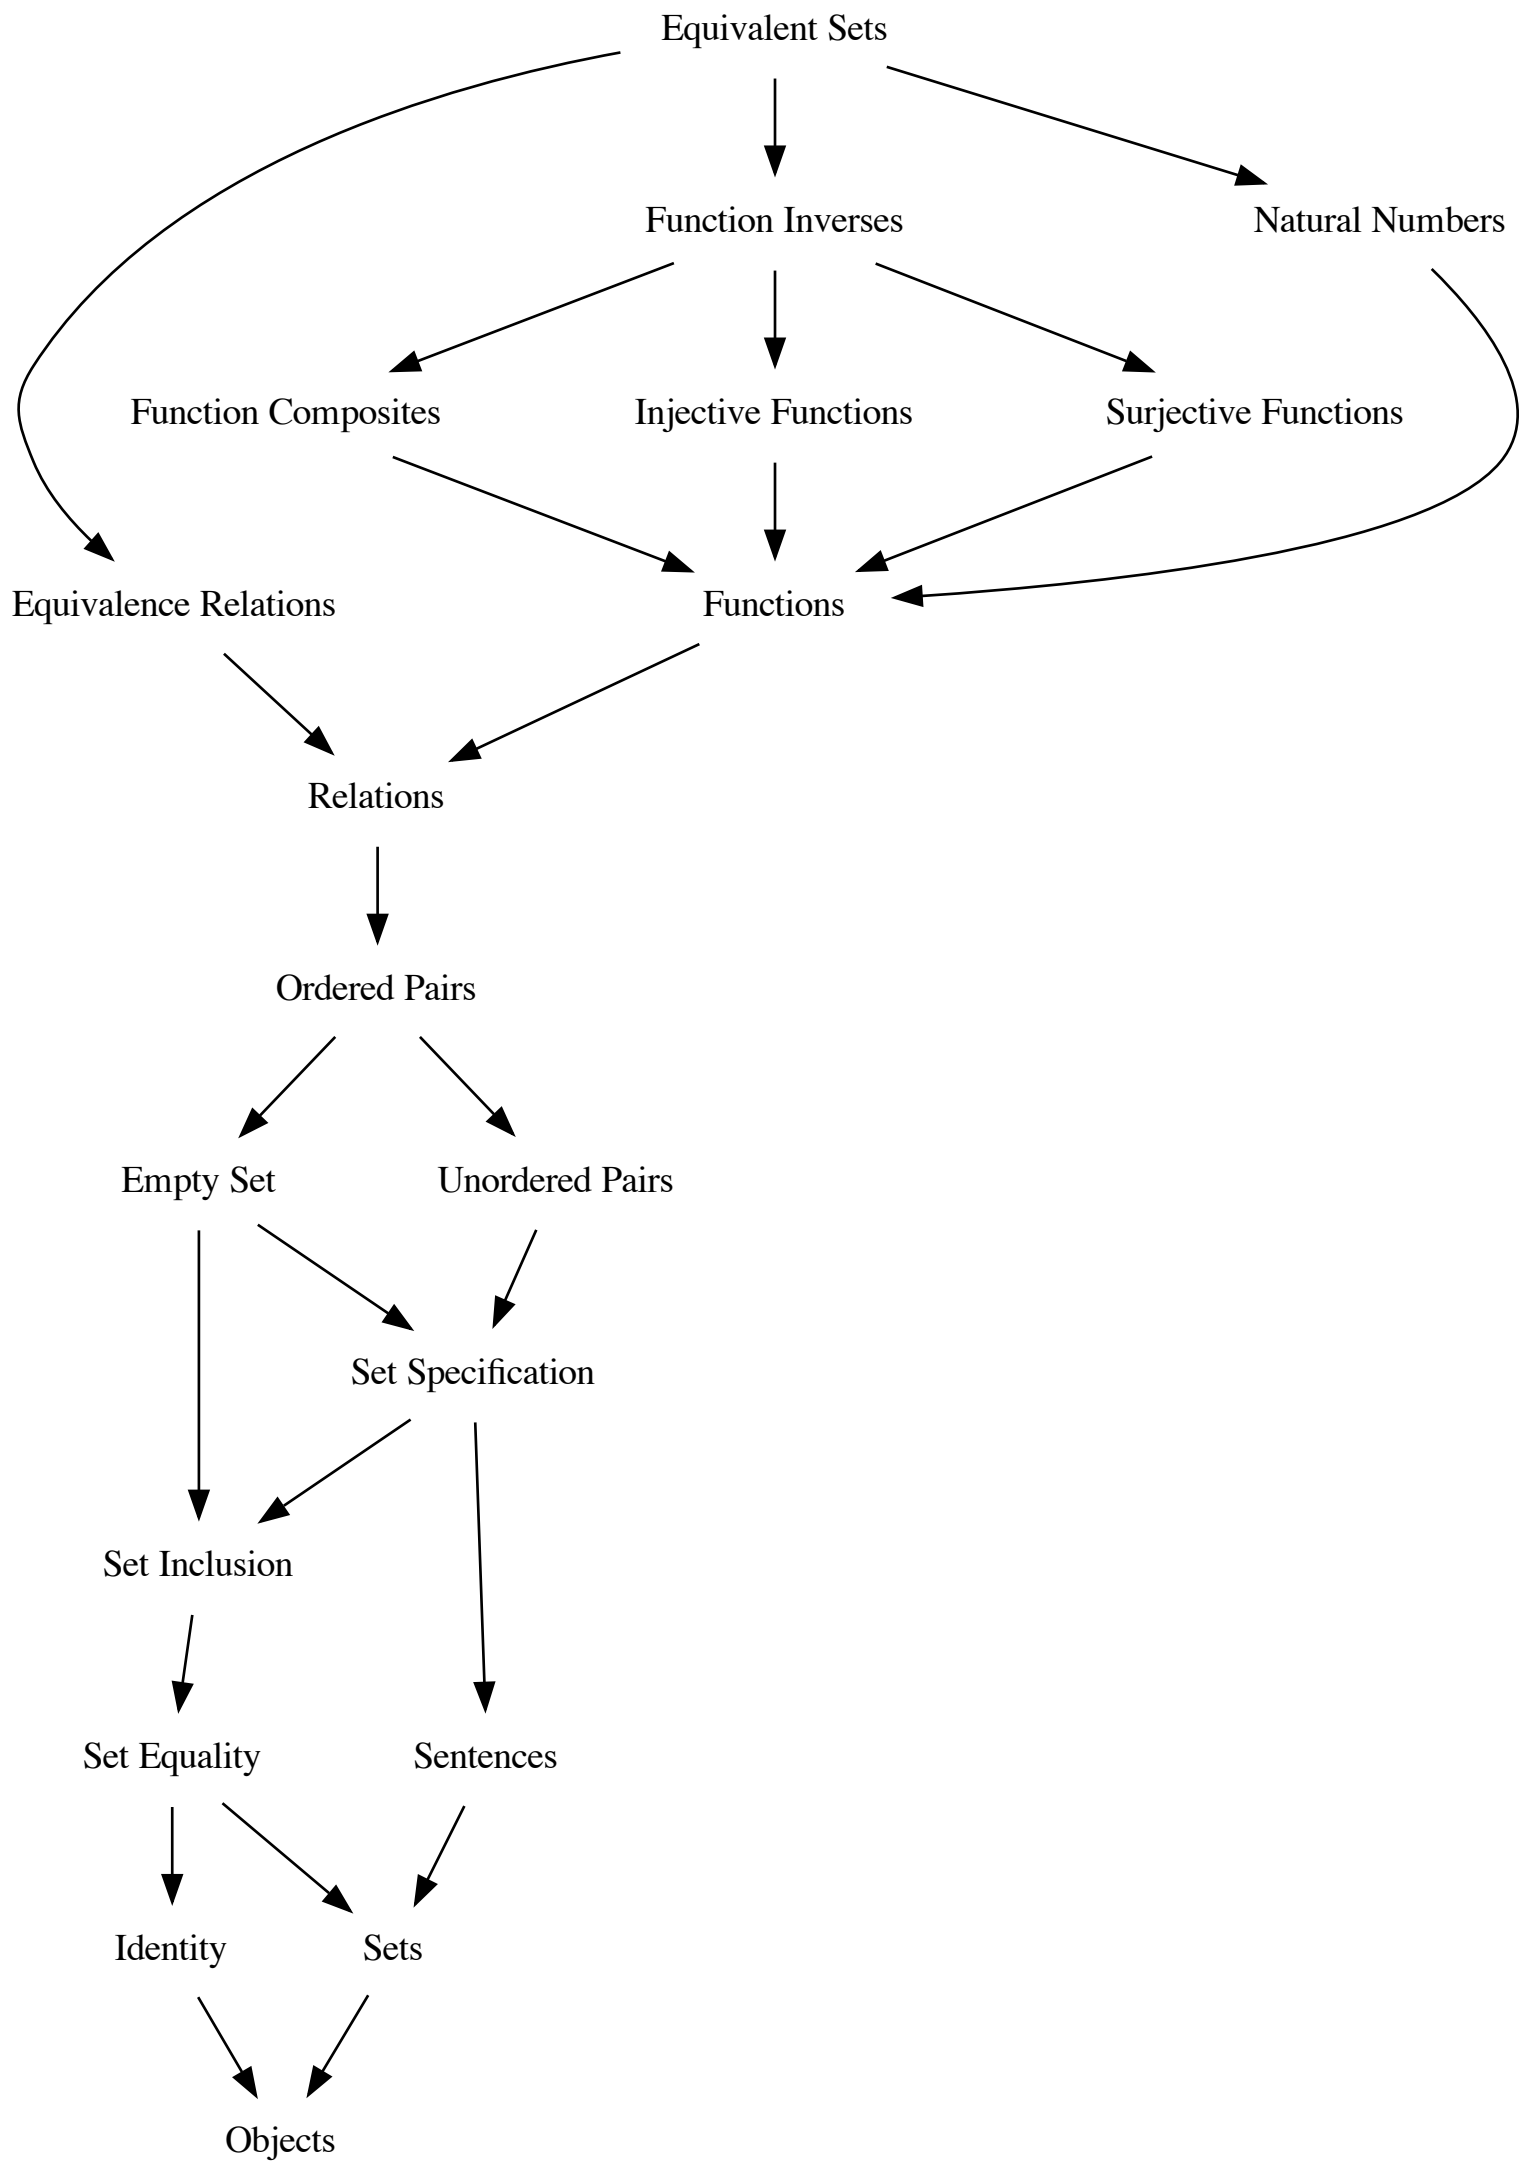 Equivalent Sets
Function Inverses
Natural Numbers
Function Composites
Injective Functions
Surjective Functions
Equivalence Relations
Functions
Relations
Ordered Pairs
Empty Set
Unordered Pairs
Set Specification
Set Inclusion
Set Equality
Sentences
Identity
Sets
Objects